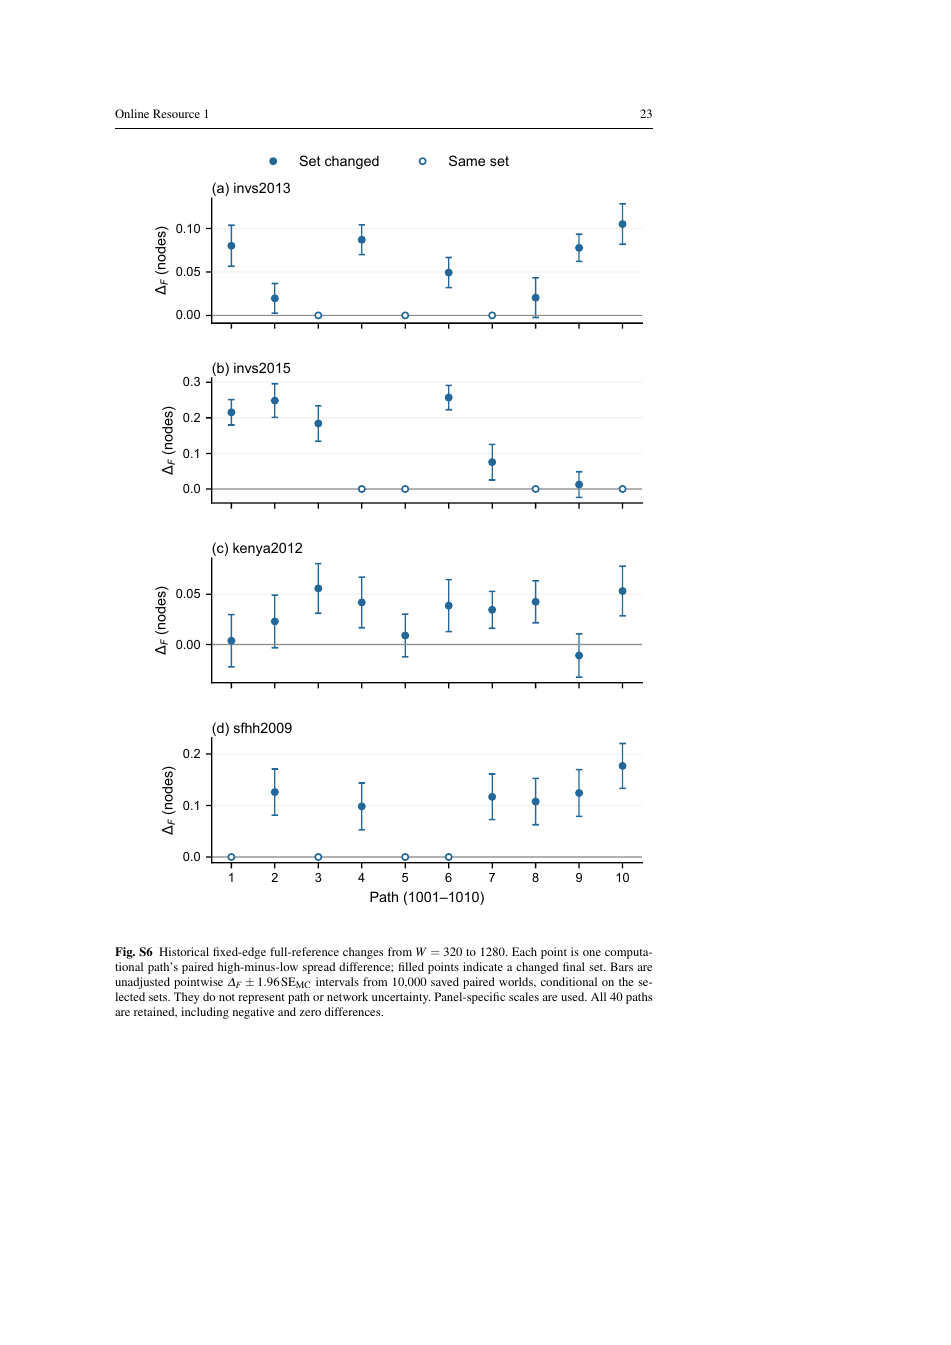 Online Resource 1 23
Set changed Same set
(a) invs2013
0.10
0.05
0.00
ΔF (nodes)
(b) invs2015
0.3
0.2
0.1
0.0
ΔF (nodes)
(c) kenya2012
0.05
0.00
ΔF (nodes)
(d) sfhh2009
0.2
0.1
0.0
ΔF (nodes)
1 2 3 4 5 6 7 8 9 10
Path (1001–1010)
Fig. S6 Historical fixed-edge full-reference changes from W = 320 to 1280. Each point is one computa-
tional path's paired high-minus-low spread difference; filled points indicate a changed final set. Bars are
unadjusted pointwise ΔF ± 1.96 SEMC intervals from 10,000 saved paired worlds, conditional on the se-
lected sets. They do not represent path or network uncertainty. Panel-specific scales are used. All 40 paths
are retained, including negative and zero differences.